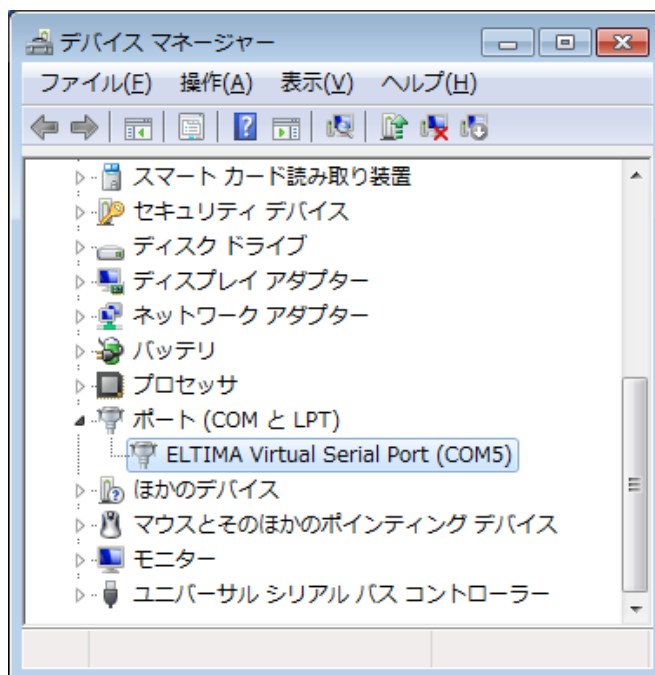 デバイス マネージャー
ファイル(F) 操作(A) 表示(V) ヘルプ(H)
スマート カード読み取り装置
セキュリティ デバイス
ディスク ドライブ
ディスプレイ アダプター
ネットワーク アダプター
バッテリ
プロセッサ
ポート (COM と LPT)
ELTIMA Virtual Serial Port (COM5)
ほかのデバイス
マウスとそのほかのポインティング デバイス
モニター
ユニバーサル シリアル バス コントローラー